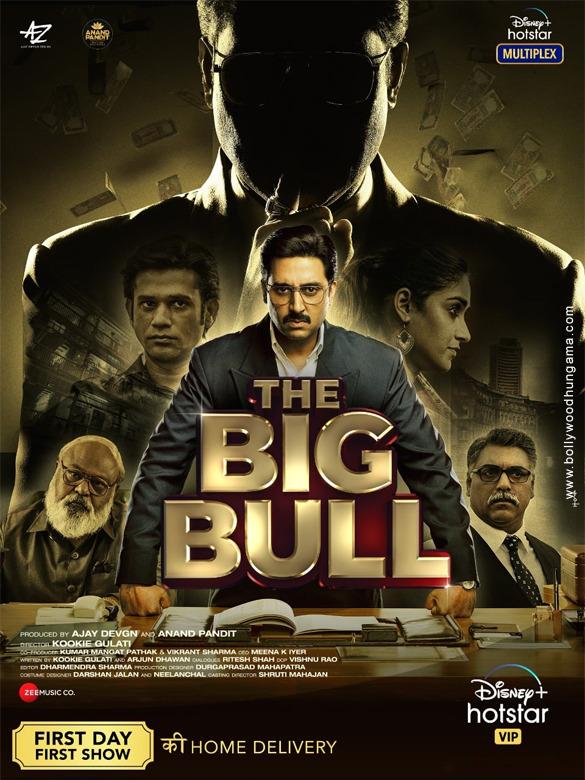 AZ
ANAND PANDIT
Disney+
hotstar
MULTIPLEX
www.bollywoodhungama.com
THE
BIG
BULL
PRODUCED BY AJAY DEVGN AND ANAND PANDIT
DIRECTOR KOOKIE GULATI
CO-PRODUCER KUMAR MANGAT PATHAK & VIKRANT SHARMA CEO MEENA K IYER
WRITTEN BY KOOKIE GULATI AND ARJUN DHAWAN DIALOGUES RITESH SHAH DOP VISHNU RAO
EDITOR DHARMENDRA SHARMA PRODUCTION DESIGNER DURGAPRASAD MAHAPATRA
COSTUME DESIGNER DARSHAN JALAN AND NEELANCHAL CASTING DIRECTOR SHRUTI MAHAJAN
ZEE MUSIC CO.
Disney+
hotstar
VIP
FIRST DAY
FIRST SHOW
की HOME DELIVERY